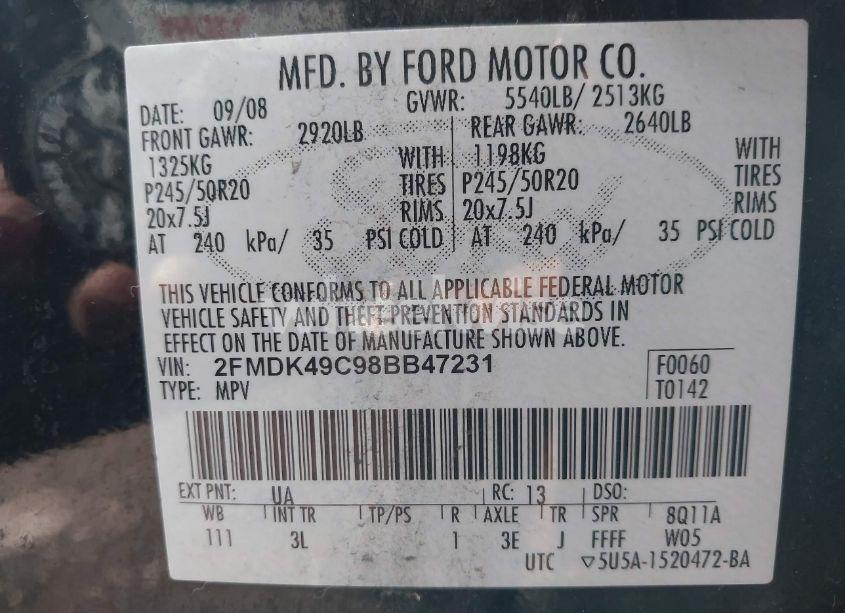 MFD. BY FORD MOTOR CO.
DATE: 09/08 GVWR: 5540LB/ 2513KG
FRONT GAWR: 2920LB REAR GAWR: 2640LB
1325KG WITH 1198KG WITH
P245/50R20 TIRES P245/50R20 TIRES
20x7.5J RIMS 20x7.5J RIMS
AT 240 kPa/ 35 PSI COLD AT 240 kPa/ 35 PSI COLD
THIS VEHICLE CONFORMS TO ALL APPLICABLE FEDERAL MOTOR
VEHICLE SAFETY AND THEFT PREVENTION STANDARDS IN
EFFECT ON THE DATE OF MANUFACTURE SHOWN ABOVE.
VIN: 2FMDK49C98BB47231 F0060
TYPE: MPV T0142
EXT PNT: UA RC: 13 DSO:
WB INT TR TP/PS R AXLE TR SPR 8Q11A
111 3L 1 3E J FFFF W05
UTC ▽5U5A-1520472-BA